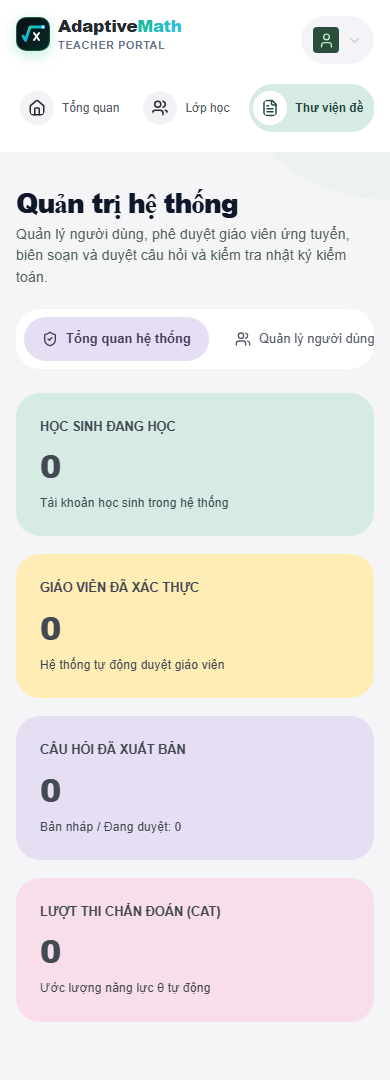 AdaptiveMath
TEACHER PORTAL
Tổng quan
Lớp học
Thư viện đề
Quản trị hệ thống
Quản lý người dùng, phê duyệt giáo viên ứng tuyển,
biên soạn và duyệt câu hỏi và kiểm tra nhật ký kiểm
toán.
Tổng quan hệ thống
Quản lý người dùng
HỌC SINH ĐANG HỌC
0
Tài khoản học sinh trong hệ thống
GIÁO VIÊN ĐÃ XÁC THỰC
0
Hệ thống tự động duyệt giáo viên
CÂU HỎI ĐÃ XUẤT BẢN
0
Bản nháp / Đang duyệt: 0
LƯỢT THI CHẨN ĐOÁN (CAT)
0
Ước lượng năng lực θ tự động